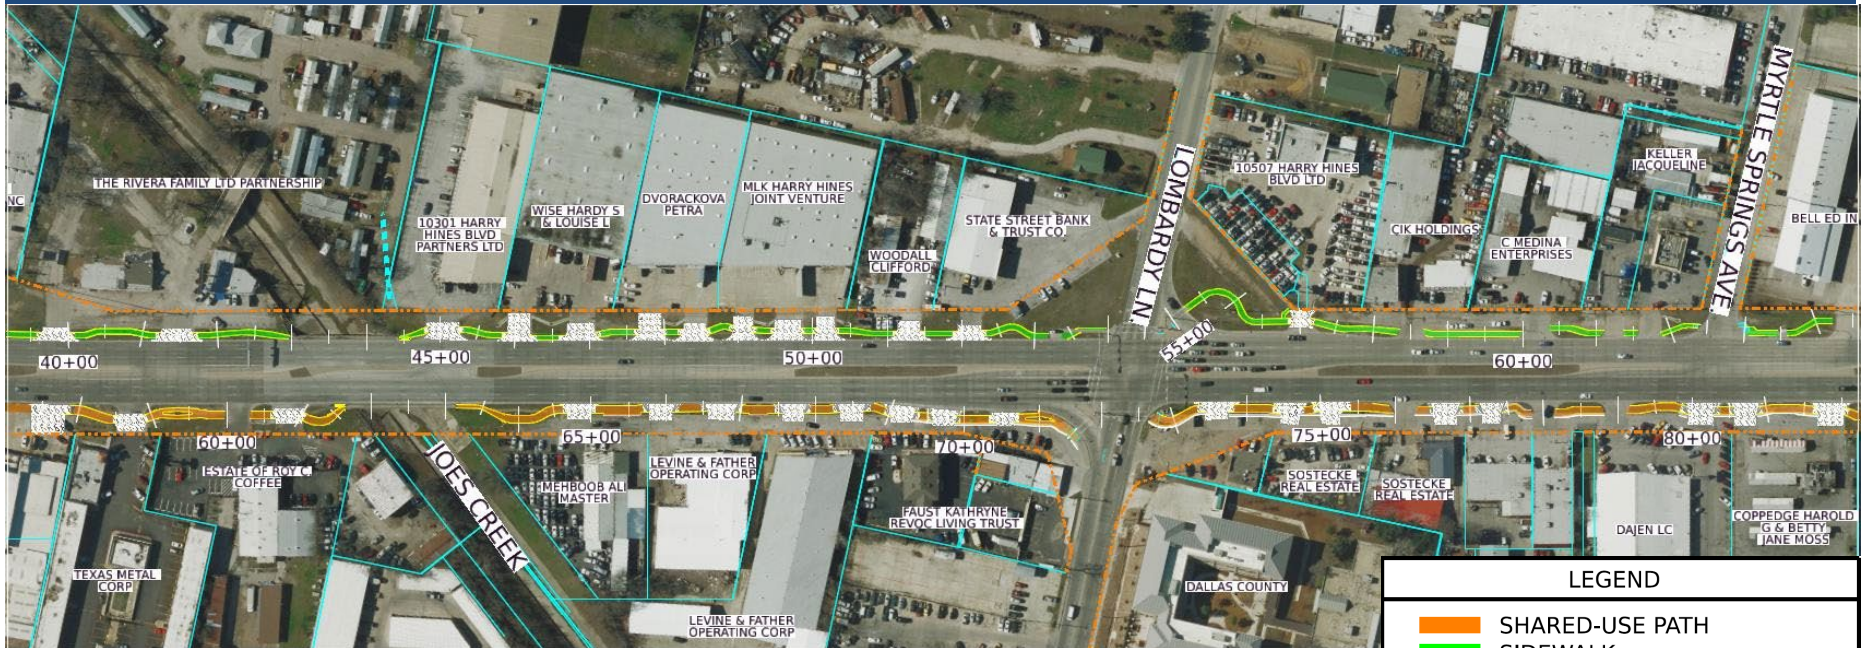 MYRTLE SPRINGS AVE.
LOMBARDY LN.
KELLER
JACQUELINE
10507 HARRY HINES
BLVD LTD
THE RIVERA FAMILY LTD PARTNERSHIP
NC
MLK HARRY HINES
JOINT VENTURE
DVORACKOVA
PETRA
WISE HARDY S
& LOUISE L
10301 HARRY
HINES BLVD
PARTNERS LTD
STATE STREET BANK
& TRUST CO.
BELL ED IN
CIK HOLDINGS
C MEDINA
ENTERPRISES
WOODALL
CLIFFORD
40+00
45+00
50+00
55+00
60+00
60+00
65+00
70+00
75+00
80+00
JOES CREEK
ESTATE OF ROY C.
COFFEE
LEVINE & FATHER
OPERATING CORP
MEHBOOB ALI
MASTER
SOSTECKE
REAL ESTATE
SOSTECKE
REAL ESTATE
FAUST KATHRYNE
REVOC LIVING TRUST
DAJEN LC
COPPEDGE HAROLD
G & BETTY
JANE MOSS
TEXAS METAL
CORP
DALLAS COUNTY
LEVINE & FATHER
OPERATING CORP
LEGEND
SHARED-USE PATH
SIDEWALK